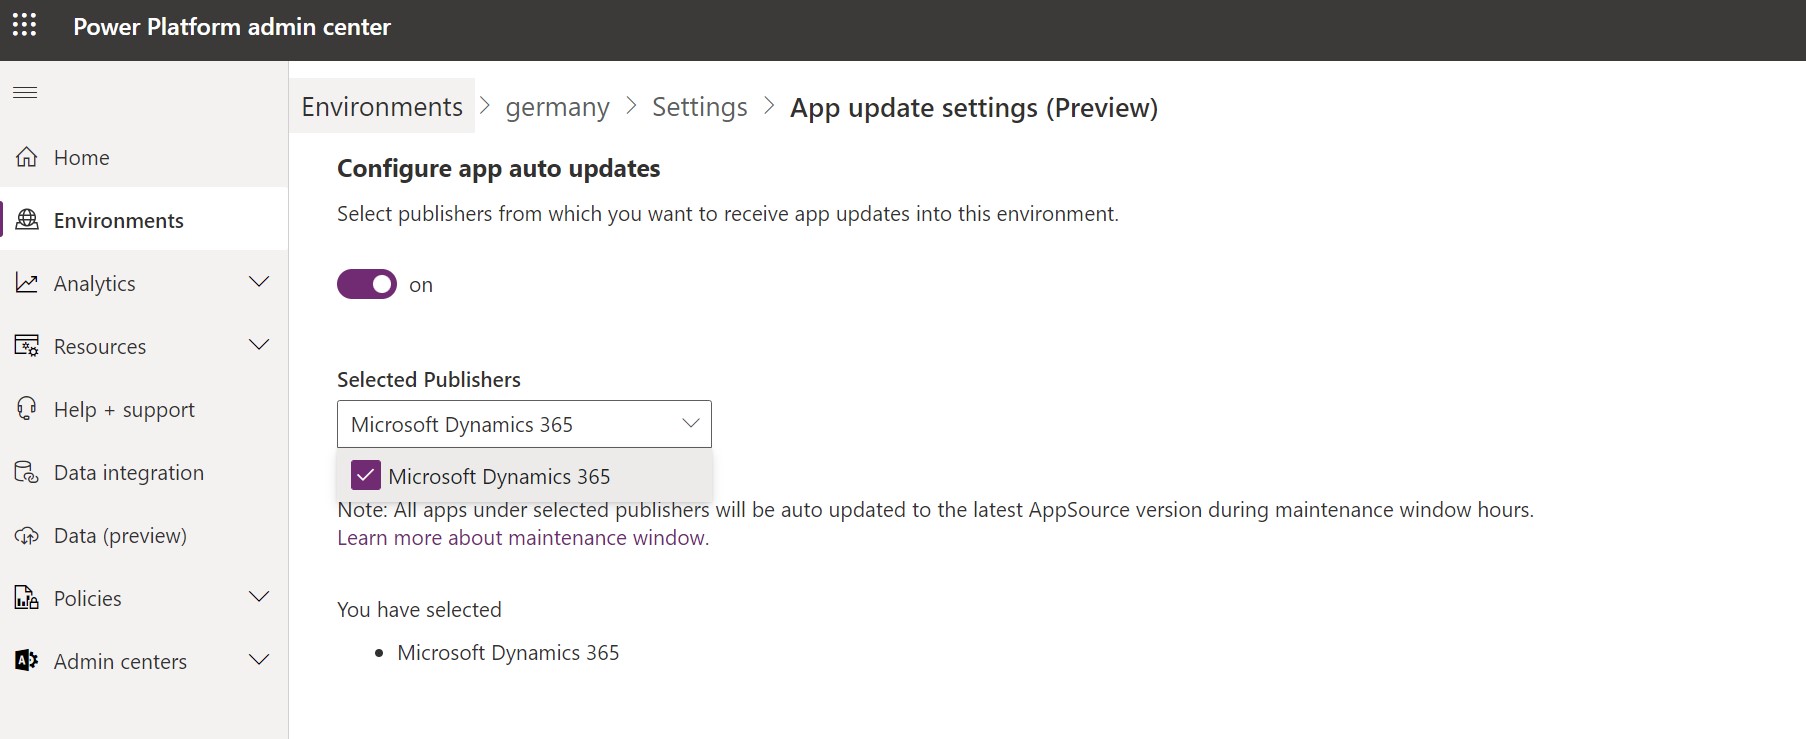 Power Platform admin center
Home
Environments
Analytics
Resources
Help + support
Data integration
Data (preview)
Policies
Admin centers
Environments > germany > Settings > App update settings (Preview)
Configure app auto updates
Select publishers from which you want to receive app updates into this environment.
on
Selected Publishers
Microsoft Dynamics 365
Microsoft Dynamics 365
Note: All apps under selected publishers will be auto updated to the latest AppSource version during maintenance window hours.
Learn more about maintenance window.
You have selected
• Microsoft Dynamics 365